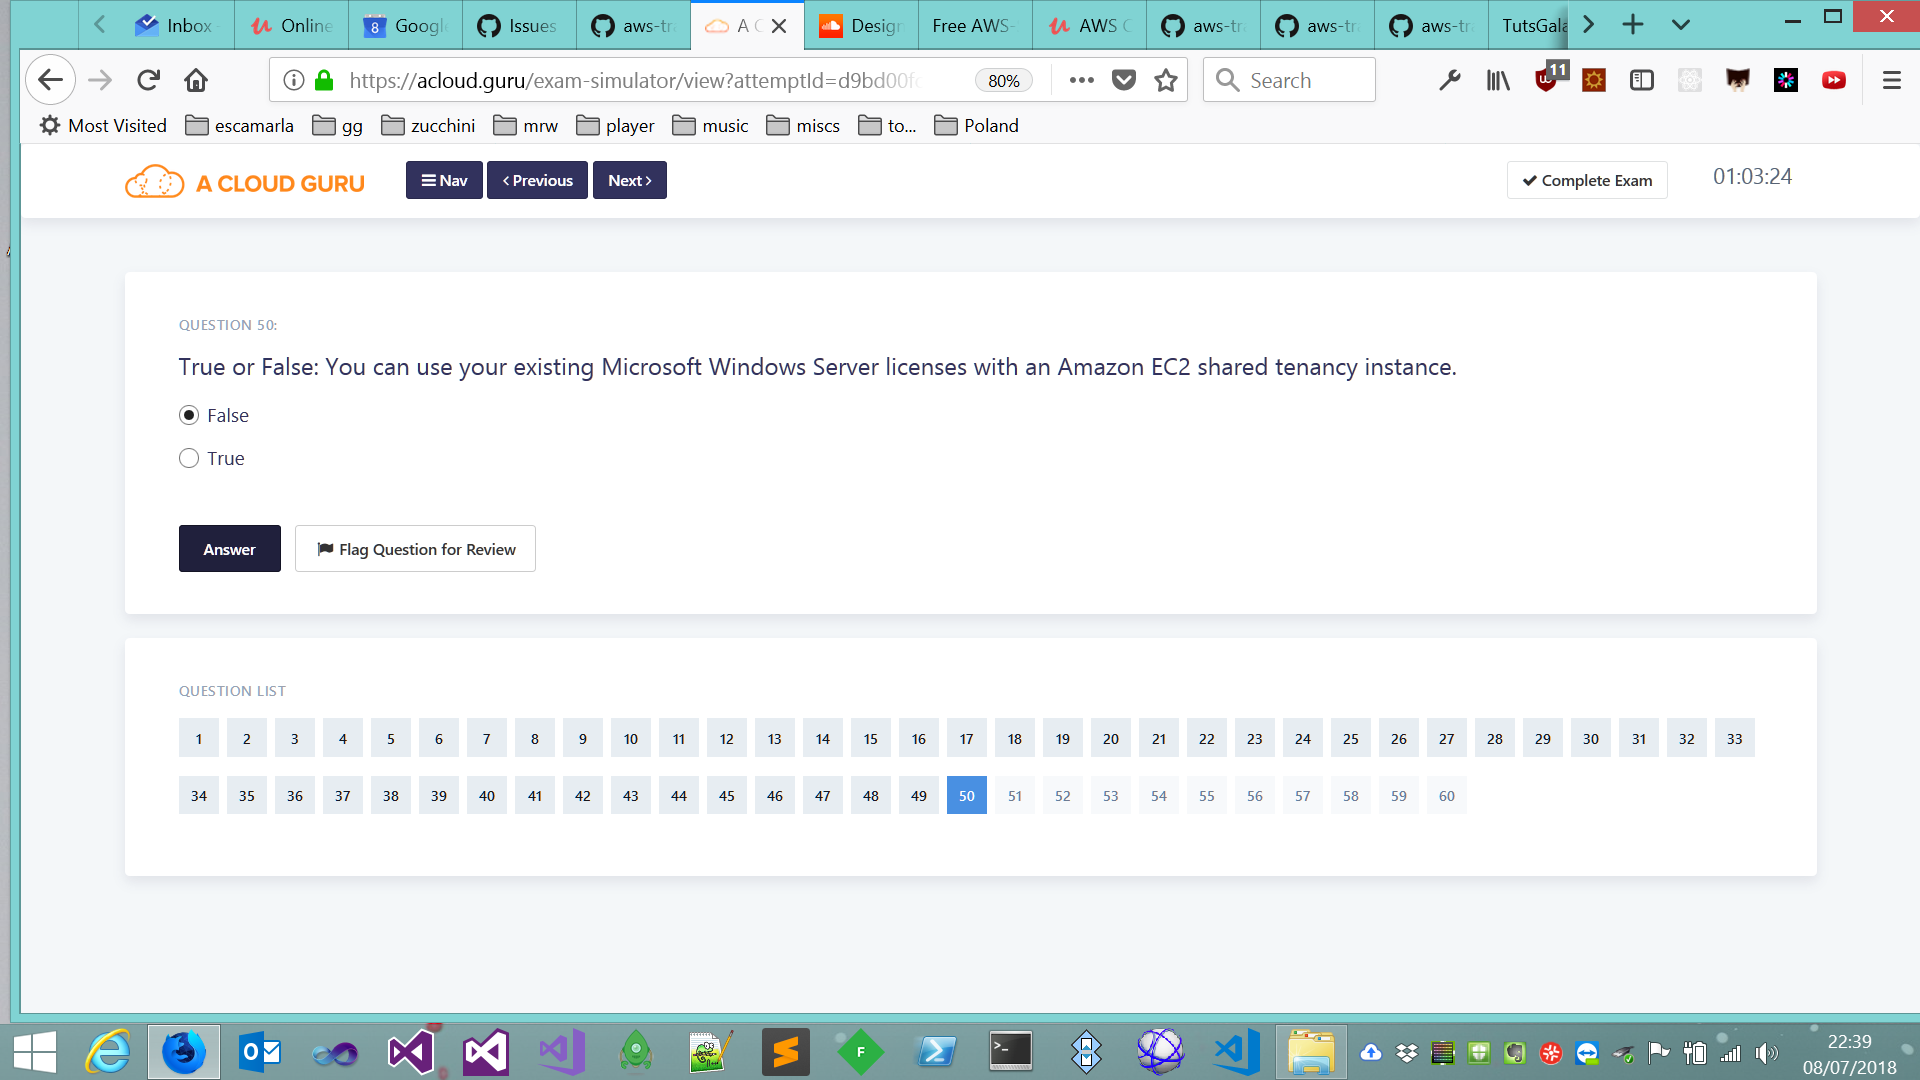 Inbox
Online
8 Google
Issues
aws-tr
A C
Design
Free AWS-
AWS C
aws-tr
aws-tr
aws-tr
TutsGala
https://acloud.guru/exam-simulator/view?attemptId=d9bd00f
80%
Search
11
Most Visited
escamarla
gg
zucchini
mrw
player
music
miscs
to...
Poland
A CLOUD GURU
Nav
Previous
Next
Complete Exam
01:03:24
QUESTION 50:
True or False: You can use your existing Microsoft Windows Server licenses with an Amazon EC2 shared tenancy instance.
False
True
Answer
Flag Question for Review
QUESTION LIST
1 2 3 4 5 6 7 8 9 10 11 12 13 14 15 16 17 18 19 20 21 22 23 24 25 26 27 28 29 30 31 32 33
34 35 36 37 38 39 40 41 42 43 44 45 46 47 48 49 50 51 52 53 54 55 56 57 58 59 60
22:39
08/07/2018